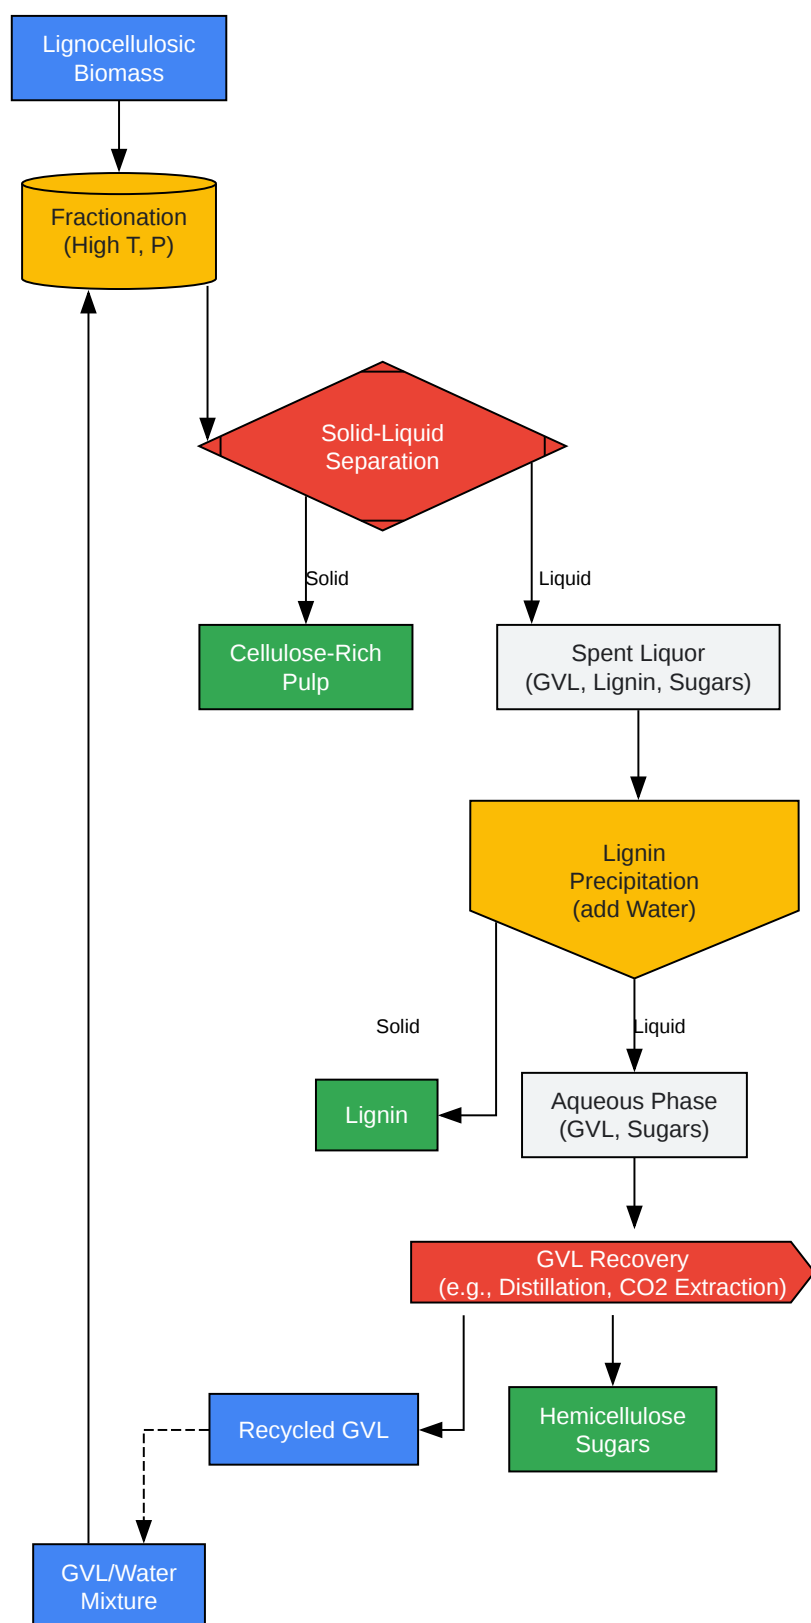 Lignocellulosic
Biomass
Fractionation
(High T, P)
Solid-Liquid
Separation
Solid
Liquid
Cellulose-Rich
Pulp
Spent Liquor
(GVL, Lignin, Sugars)
Lignin
Precipitation
(add Water)
Solid
Liquid
Lignin
Aqueous Phase
(GVL, Sugars)
GVL Recovery
(e.g., Distillation, CO2 Extraction)
Recycled GVL
Hemicellulose
Sugars
GVL/Water
Mixture